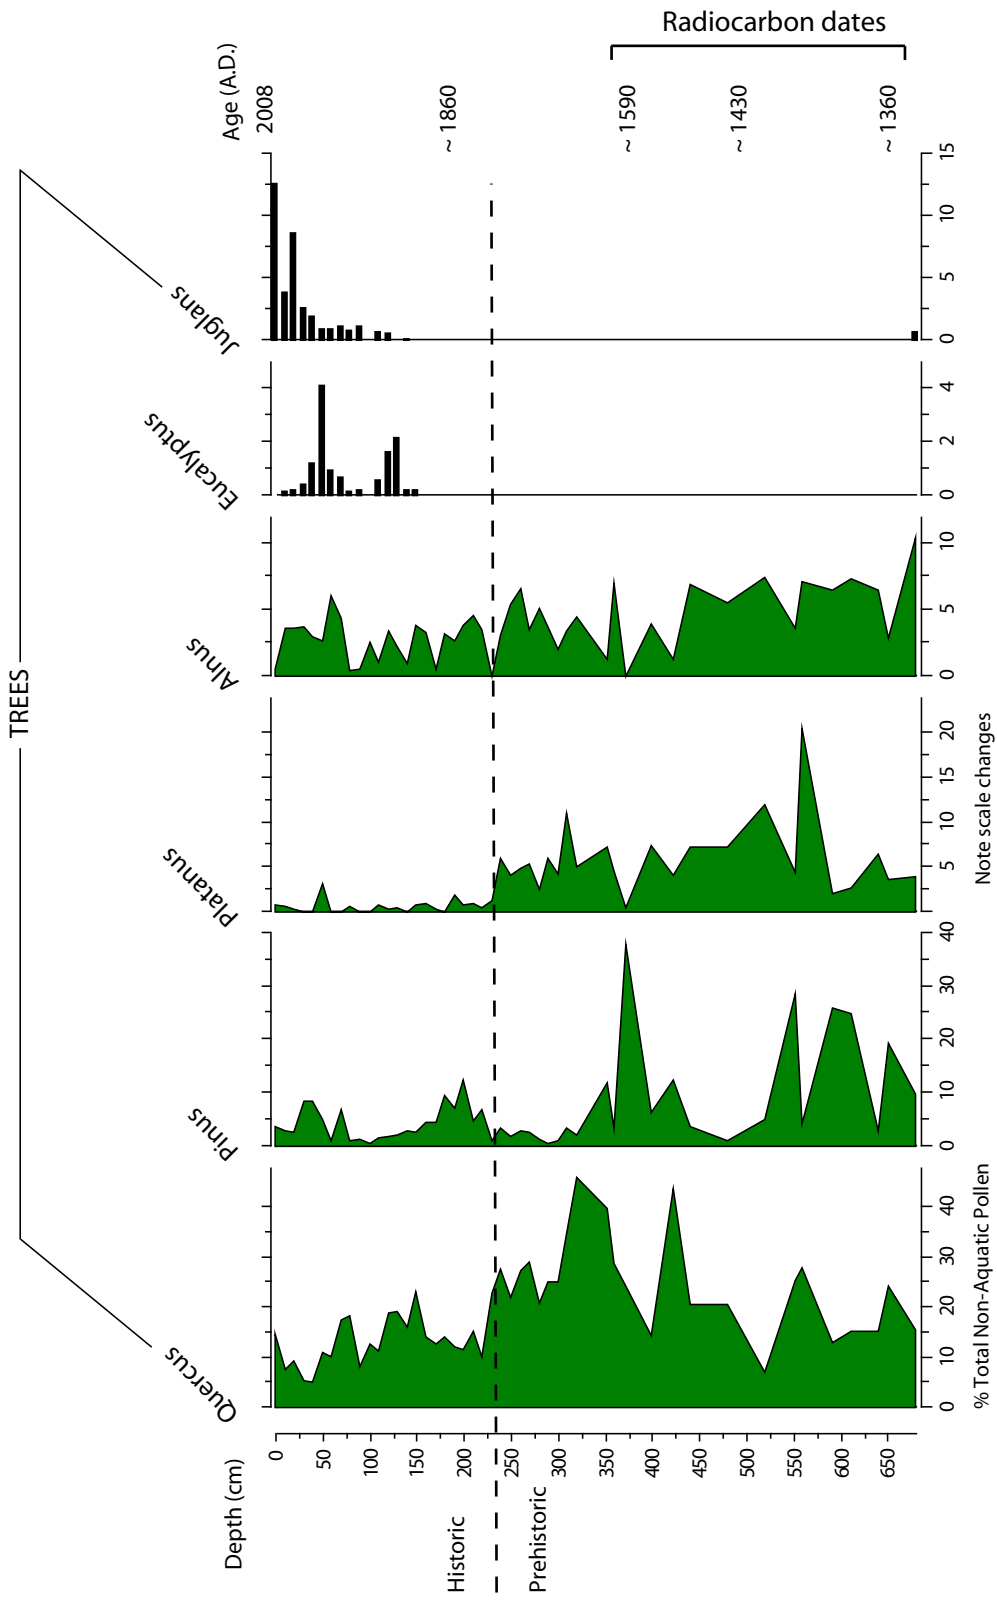 TREES
Depth (cm)
Quercus
Pinus
Platanus
Alnus
Eucalyptus
Juglans
Age (A.D.)
0
50
100
150
200
250
300
350
400
450
500
550
600
650
Historic
Prehistoric
2008
~ 1860
~ 1590
~ 1430
~ 1360
Radiocarbon dates
0 10 20 30 40
0 10 20 30 40
5 10 15 20
0 5 10
0 2 4
0 5 10 15
% Total Non-Aquatic Pollen
Note scale changes